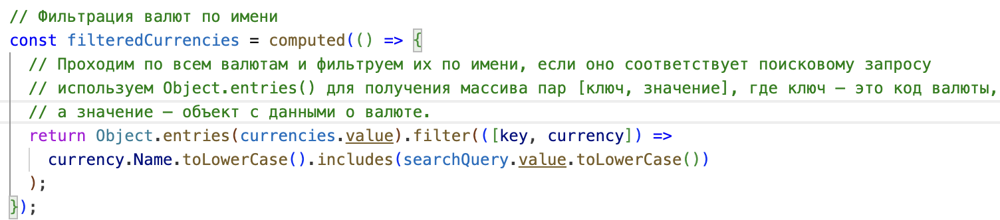 // Фильтрация валют по имени
const filteredCurrencies = computed(() => {
// Проходим по всем валютам и фильтруем их по имени, если оно соответствует поисковому запросу
// используем Object.entries() для получения массива пар [ключ, значение], где ключ — это код валюты,
// а значение — объект с данными о валюте.
return Object.entries(currencies.value).filter(([key, currency]) =>
currency.Name.toLowerCase().includes(searchQuery.value.toLowerCase())
);
});